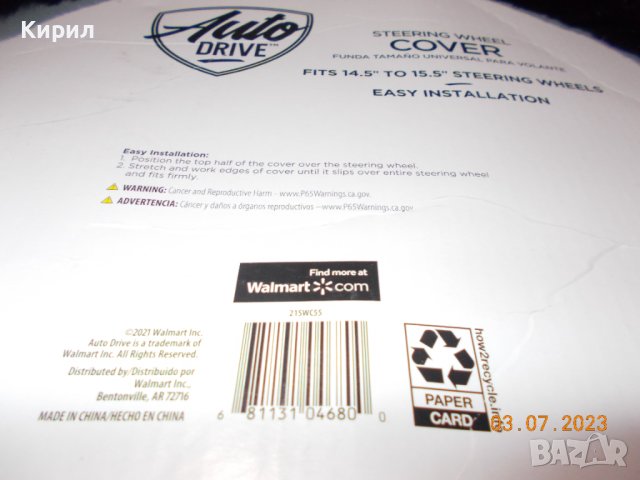 Кирил
Auto
DRIVE™
STEERING WHEEL
COVER
FUNDA TAMAÑO UNIVERSAL PARA VOLANTE
FITS 14.5" TO 15.5" STEERING WHEELS
EASY INSTALLATION
Easy Installation:
1. Position the top half of the cover over the steering wheel.
2. Stretch and work edges of cover until it slips over entire steering wheel
and fits firmly.
WARNING: Cancer and Reproductive Harm - www.P65Warnings.ca.gov.
ADVERTENCIA: Cáncer y daños a órganos reproductivos - www.P65Warnings.ca.gov
Find more at
Walmart com
21SWC55
©2021 Walmart Inc.
Auto Drive is a trademark of
Walmart Inc. All Rights Reserved.
Distributed by/Distribuido por
Walmart Inc.,
Bentonville, AR 72716
MADE IN CHINA/HECHO EN CHINA
6 81131 04680 0
PAPER
CARD
how2recycle.in
03.07.2023
BAZAR